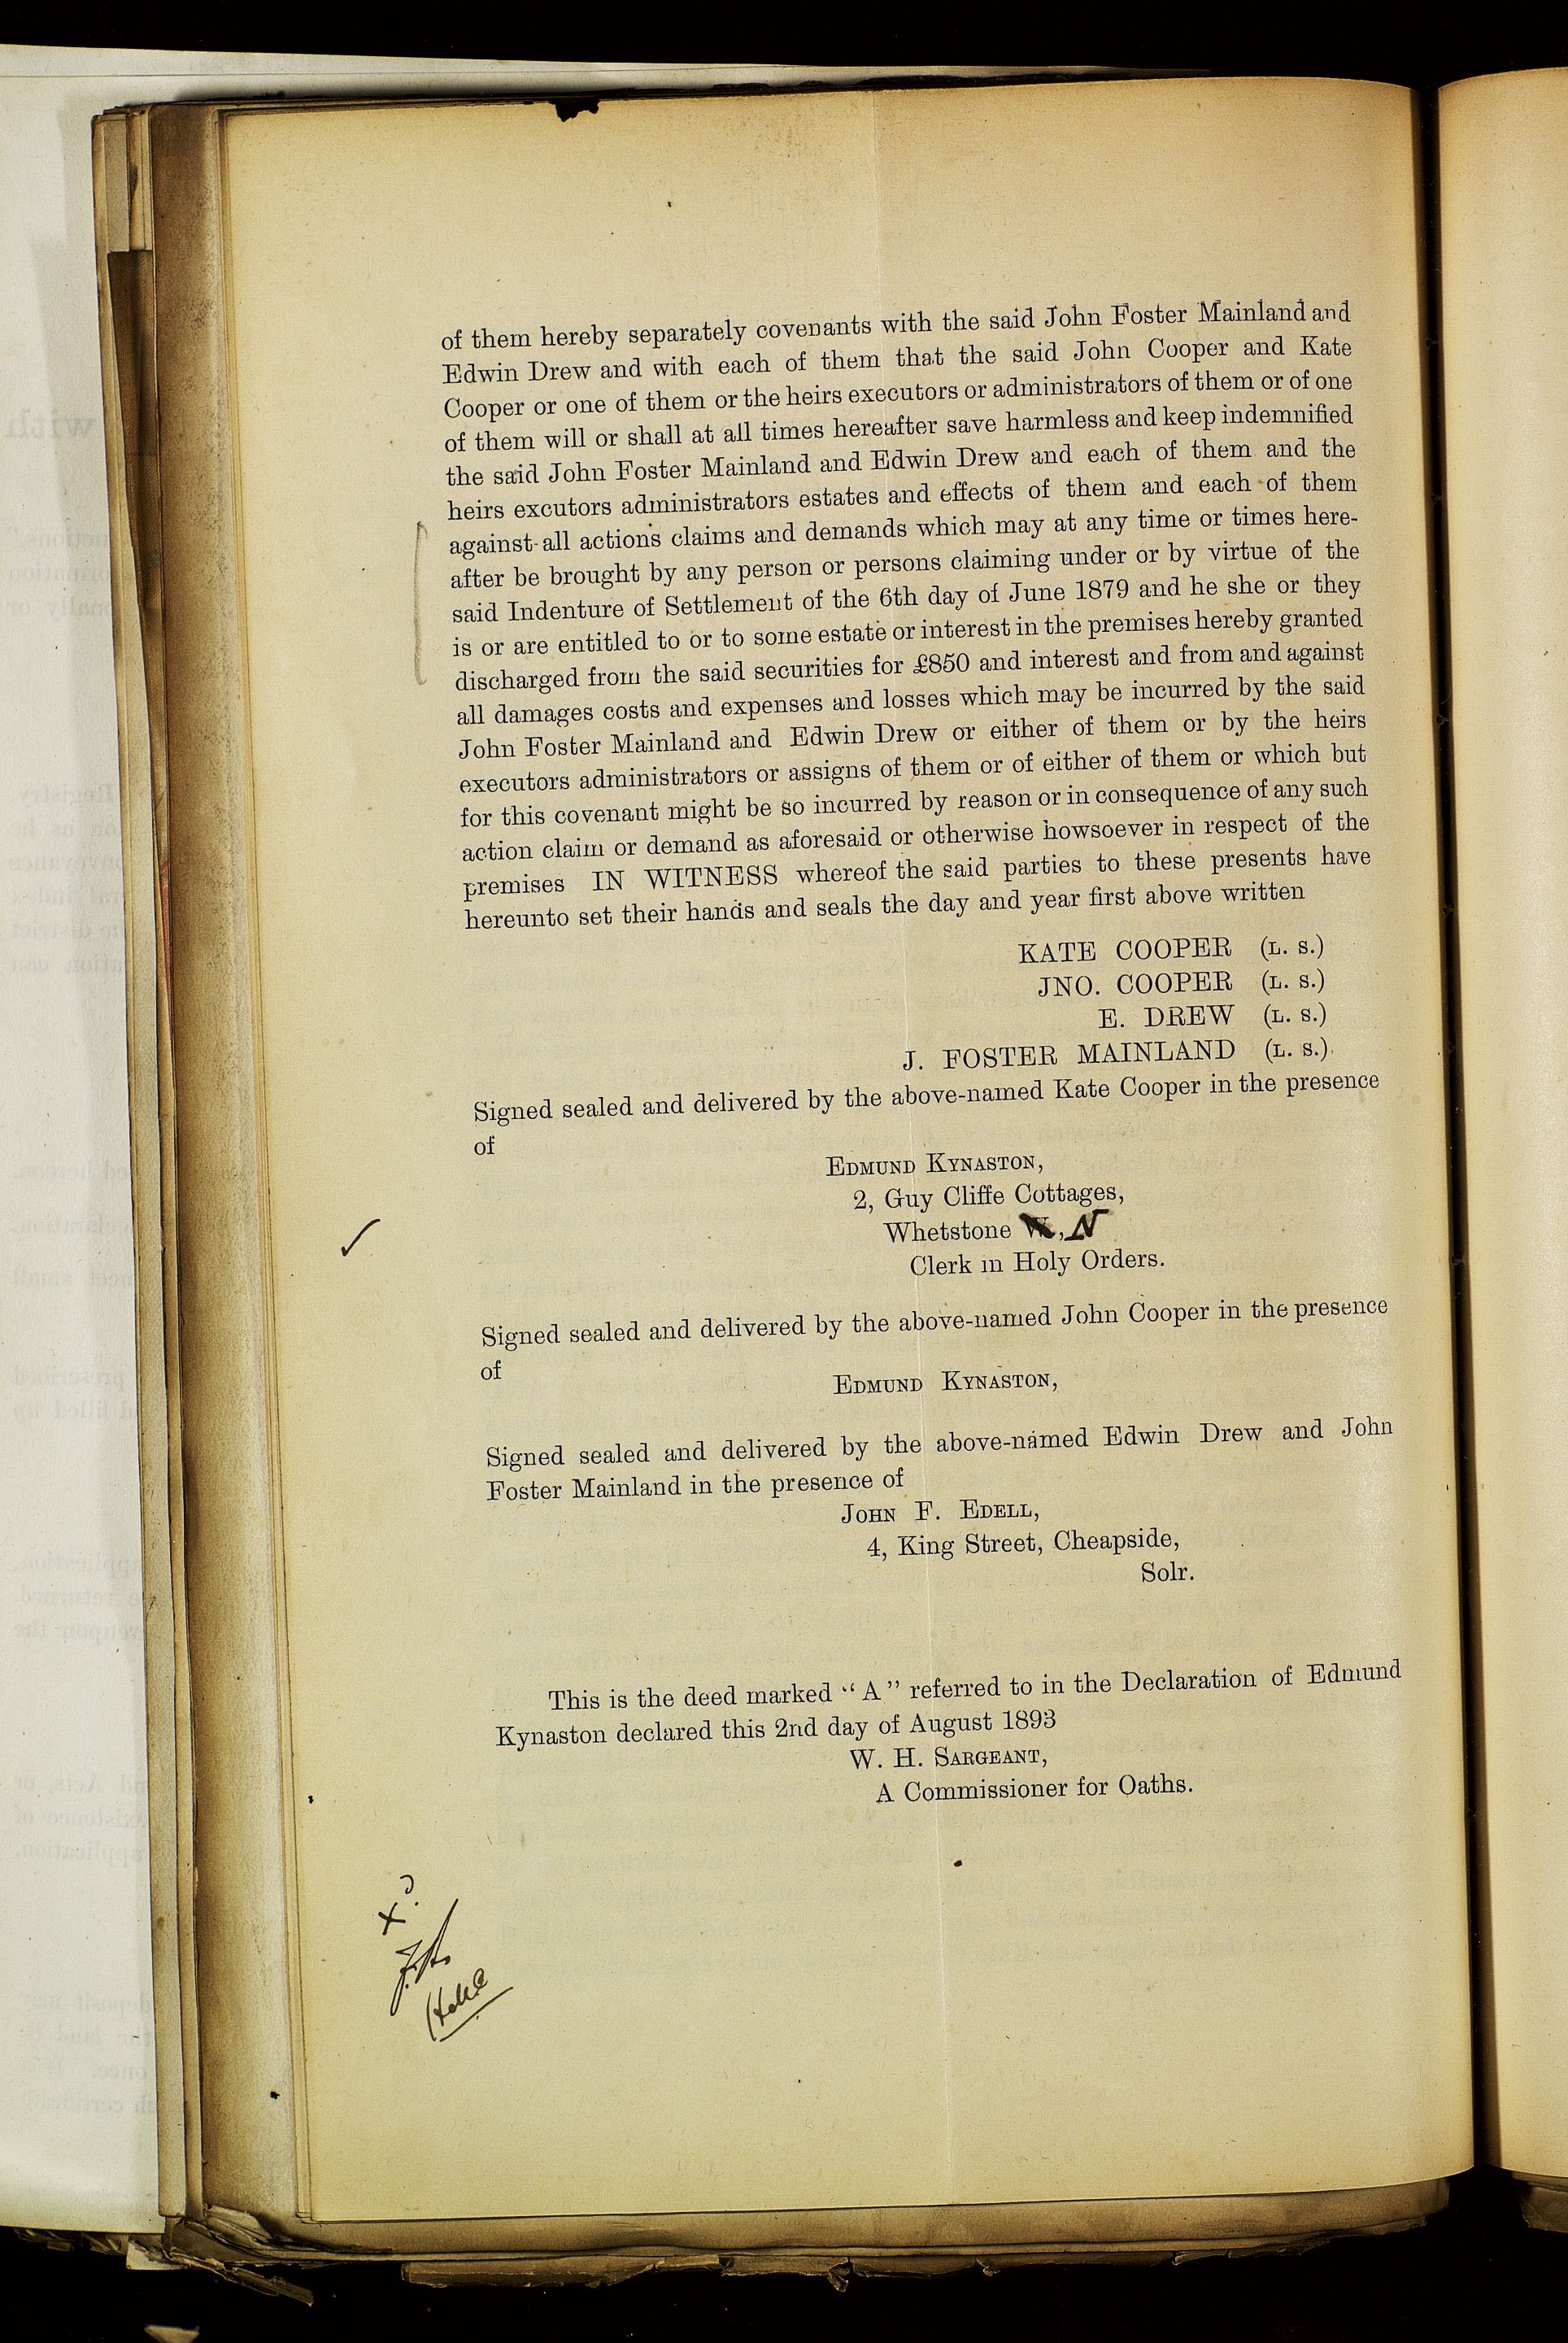 of them hereby separately covenants with the said John Foster Mainland and
Edwin Drew and with each of them that the said John Cooper and Kate
Cooper or one of them or the heirs executors or administrators of them or of one
of them will or shall at all times hereafter save harmless and keep indemnified
the said John Foster Mainland and Edwin Drew and each of them and the
heirs excutors administrators estates and effects of them and each of them
against all actions claims and demands which may at any time or times here-
after be brought by any person or persons claiming under or by virtue of the
said Indenture of Settlement of the 6th day of June 1879 and he she or they
is or are entitled to or to some estate or interest in the premises hereby granted
discharged from the said securities for £850 and interest and from and against
all damages costs and expenses and losses which may be incurred by the said
John Foster Mainland and Edwin Drew or either of them or by the heirs
executors administrators or assigns of them or of either of them or which but
for this covenant might be so incurred by reason or in consequence of any such
action claim or demand as aforesaid or otherwise howsoever in respect of the
premises IN WITNESS whereof the said parties to these presents have
hereunto set their hands and seals the day and year first above written
KATE COOPER (L. S.)
JNO. COOPER (L. S.)
E. DREW (L. S.)
J. FOSTER MAINLAND (L. S.)
Signed sealed and delivered by the above-named Kate Cooper in the presence
of
EDMUND KYNASTON,
2, Guy Cliffe Cottages,
Whetstone W, N
Clerk in Holy Orders.
Signed sealed and delivered by the above-named John Cooper in the presence
of
EDMUND KYNASTON,
Signed sealed and delivered by the above-named Edwin Drew and John
Foster Mainland in the presence of
JOHN F. EDELL,
4, King Street, Cheapside,
Solr.
This is the deed marked "A" referred to in the Declaration of Edmund
Kynaston declared this 2nd day of August 1893
W. H. SARGEANT,
A Commissioner for Oaths.